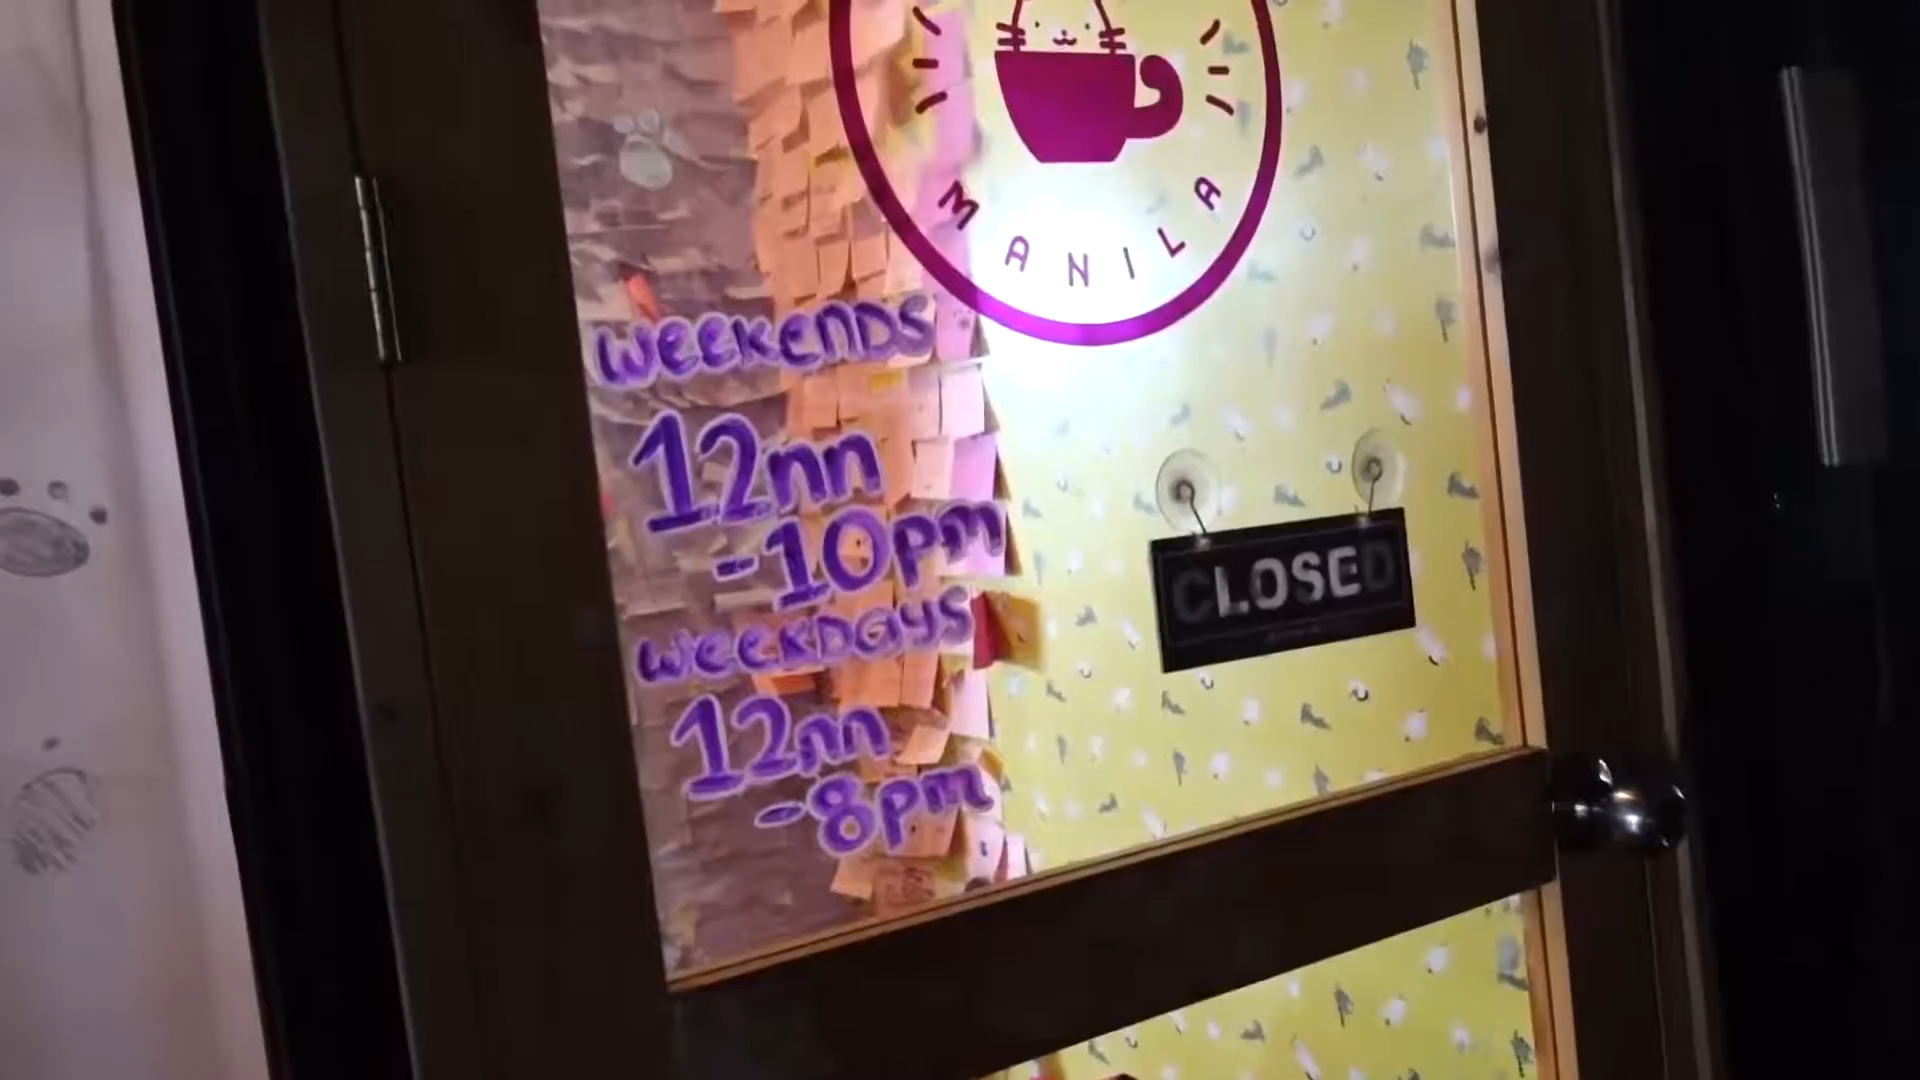 MANILA
WEEKENDS
12nn
-10pm
WEEKDAYS
12nn
-8pm
CLOSED